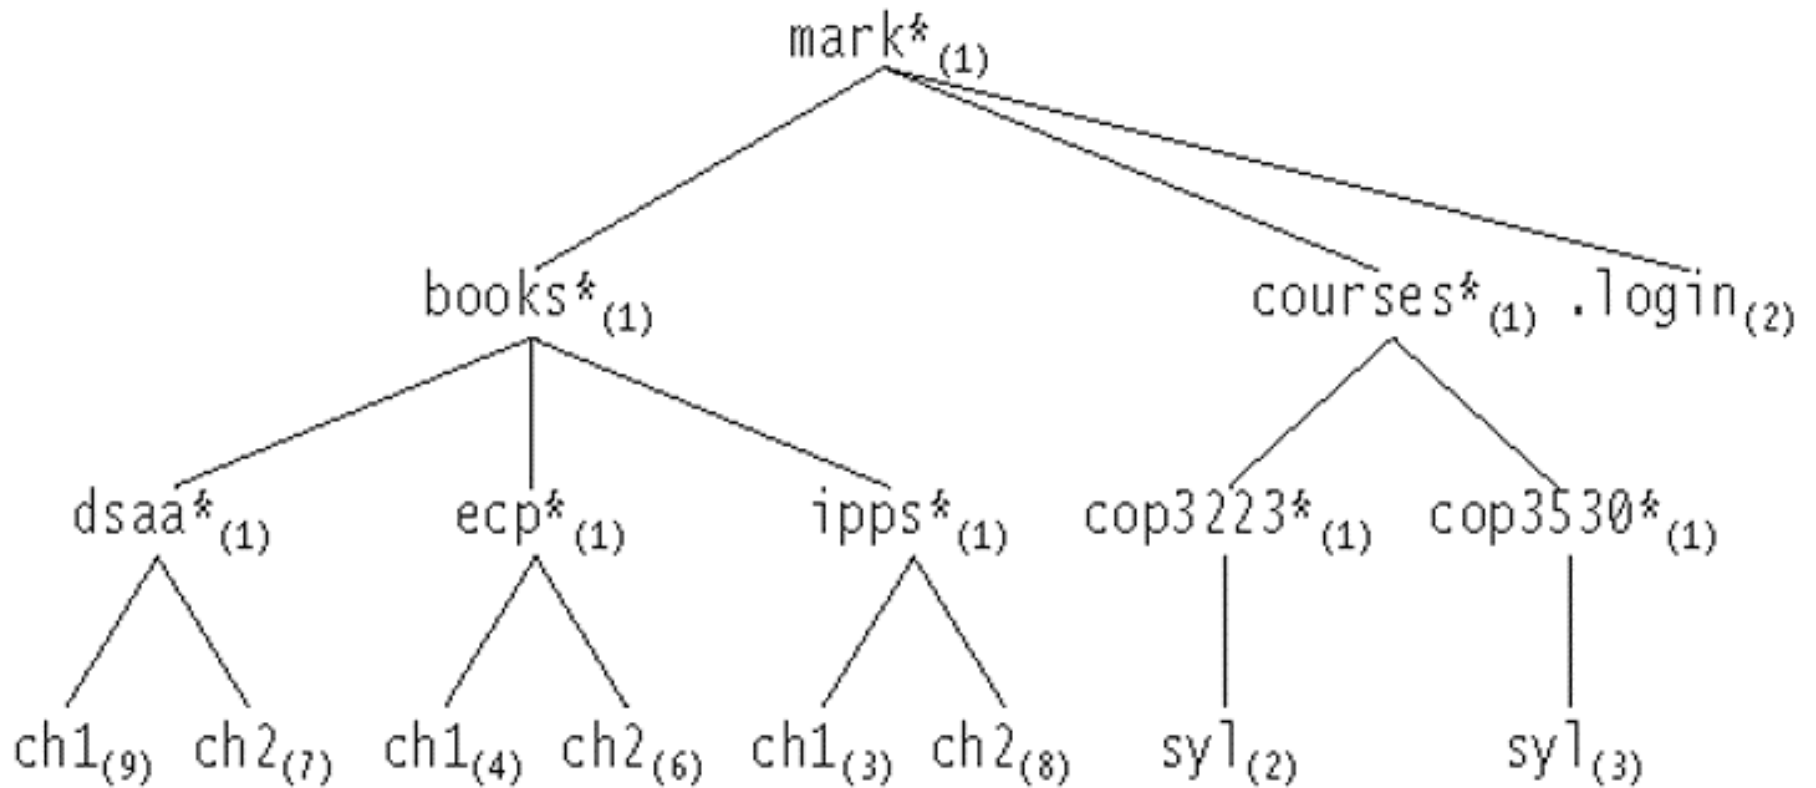 mark*(1)
books*(1) courses*(1) .login(2)
dsaa*(1) ecp*(1) ipps*(1) cop3223*(1) cop3530*(1)
ch1(9) ch2(7) ch1(4) ch2(6) ch1(3) ch2(8) syl(2) syl(3)